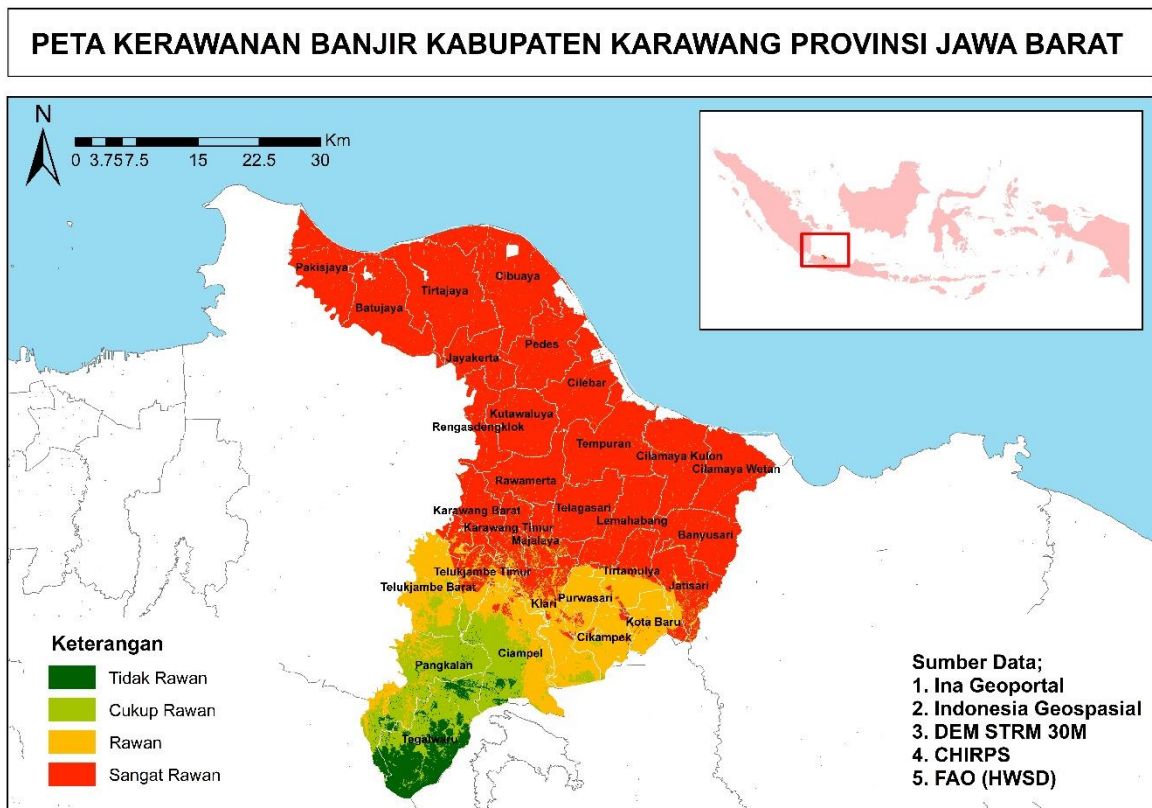 PETA KERAWANAN BANJIR KABUPATEN KARAWANG PROVINSI JAWA BARAT
N
Km
0 3.75 7.5 15 22.5 30
Pakisjaya
Cibuaya
Tirtajaya
Batujaya
Pedes
Jayakerta
Cilebar
Kutawaluya
Rengasdengklok
Tempuran
Cilamaya Kulon
Cilamaya Wetan
Rawamerta
Karawang Barat
Telagasari
Lemahabang
Karawang Timur
Majalaya
Banyusari
Telukjambe Timur
Tirtamulya
Telukjambe Barat
Jatisari
Purwasari
Klari
Kota Baru
Cikampek
Ciampel
Pangkalan
Tegalwaru
Keterangan
Tidak Rawan
Cukup Rawan
Rawan
Sangat Rawan
Sumber Data;
1. Ina Geoportal
2. Indonesia Geospasial
3. DEM STRM 30M
4. CHIRPS
5. FAO (HWSD)